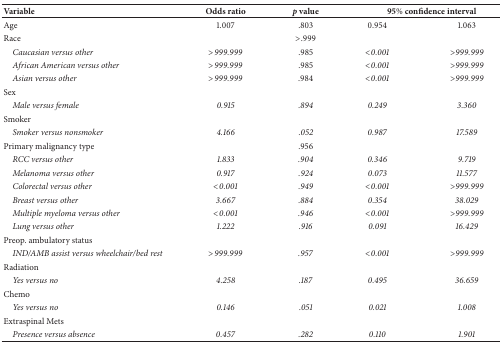 Variable Odds ratio p value 95% confidence interval
Age 1.007 .803 0.954 1.063
Race >.999
Caucasian versus other >999.999 .985 <0.001 >999.999
African American versus other >999.999 .985 <0.001 >999.999
Asian versus other >999.999 .984 <0.001 >999.999
Sex
Male versus female 0.915 .894 0.249 3.360
Smoker
Smoker versus nonsmoker 4.166 .052 0.987 17.589
Primary malignancy type .956
RCC versus other 1.833 .904 0.346 9.719
Melanoma versus other 0.917 .924 0.073 11.577
Colorectal versus other <0.001 .949 <0.001 >999.999
Breast versus other 3.667 .884 0.354 38.029
Multiple myeloma versus other <0.001 .946 <0.001 >999.999
Lung versus other 1.222 .916 0.091 16.429
Preop. ambulatory status
IND/AMB assist versus wheelchair/bed rest >999.999 .957 <0.001 >999.999
Radiation
Yes versus no 4.258 .187 0.495 36.659
Chemo
Yes versus no 0.146 .051 0.021 1.008
Extraspinal Mets
Presence versus absence 0.457 .282 0.110 1.901